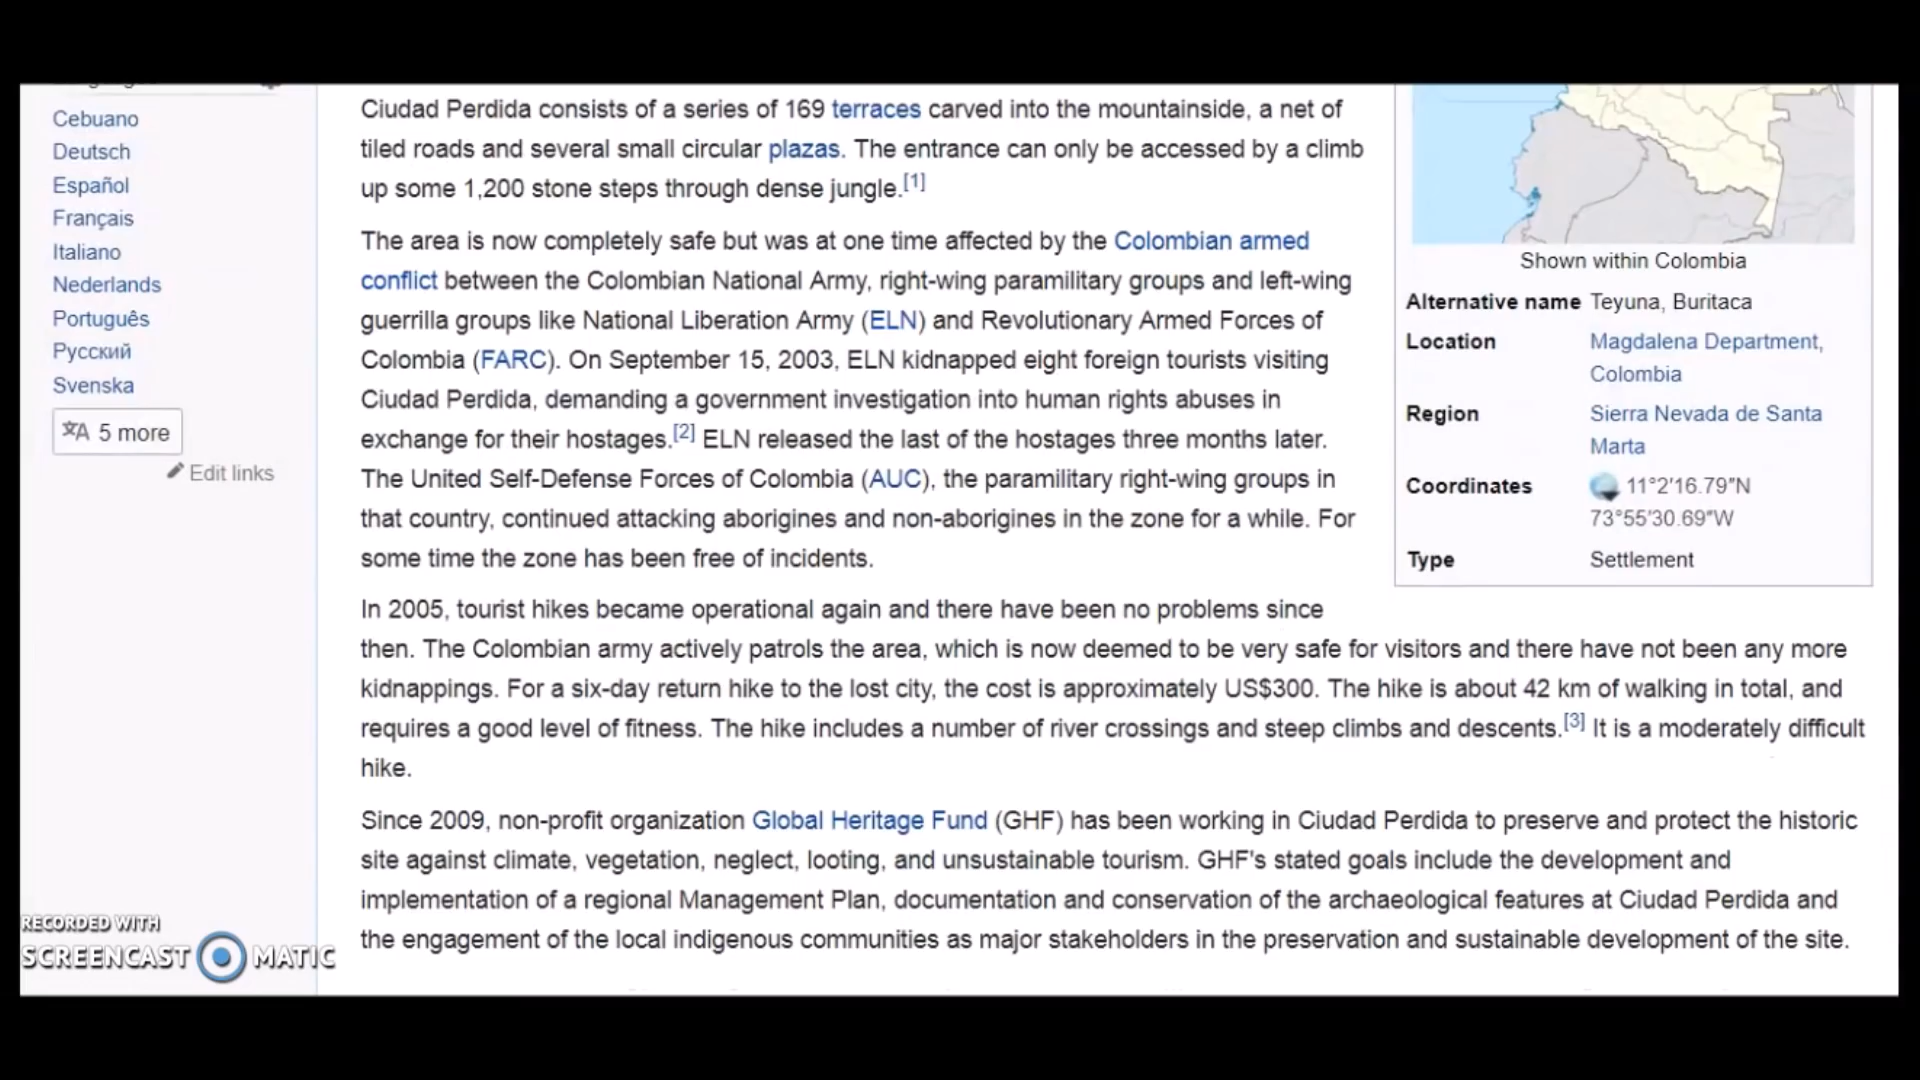 Cebuano
Deutsch
Español
Français
Italiano
Nederlands
Português
Русский
Svenska
5 more
Edit links
Ciudad Perdida consists of a series of 169 terraces carved into the mountainside, a net of
tiled roads and several small circular plazas. The entrance can only be accessed by a climb
up some 1,200 stone steps through dense jungle.[1]
The area is now completely safe but was at one time affected by the Colombian armed
conflict between the Colombian National Army, right-wing paramilitary groups and left-wing
guerrilla groups like National Liberation Army (ELN) and Revolutionary Armed Forces of
Colombia (FARC). On September 15, 2003, ELN kidnapped eight foreign tourists visiting
Ciudad Perdida, demanding a government investigation into human rights abuses in
exchange for their hostages.[2] ELN released the last of the hostages three months later.
The United Self-Defense Forces of Colombia (AUC), the paramilitary right-wing groups in
that country, continued attacking aborigines and non-aborigines in the zone for a while. For
some time the zone has been free of incidents.
In 2005, tourist hikes became operational again and there have been no problems since
then. The Colombian army actively patrols the area, which is now deemed to be very safe for visitors and there have not been any more
kidnappings. For a six-day return hike to the lost city, the cost is approximately US$300. The hike is about 42 km of walking in total, and
requires a good level of fitness. The hike includes a number of river crossings and steep climbs and descents.[3] It is a moderately difficult
hike.
Since 2009, non-profit organization Global Heritage Fund (GHF) has been working in Ciudad Perdida to preserve and protect the historic
site against climate, vegetation, neglect, looting, and unsustainable tourism. GHF's stated goals include the development and
implementation of a regional Management Plan, documentation and conservation of the archaeological features at Ciudad Perdida and
the engagement of the local indigenous communities as major stakeholders in the preservation and sustainable development of the site.
Shown within Colombia
Alternative name Teyuna, Buritaca
Location Magdalena Department,
Colombia
Region Sierra Nevada de Santa
Marta
Coordinates 11°2′16.79″N
73°55′30.69″W
Type Settlement
RECORDED WITH
SCREENCAST MATIC